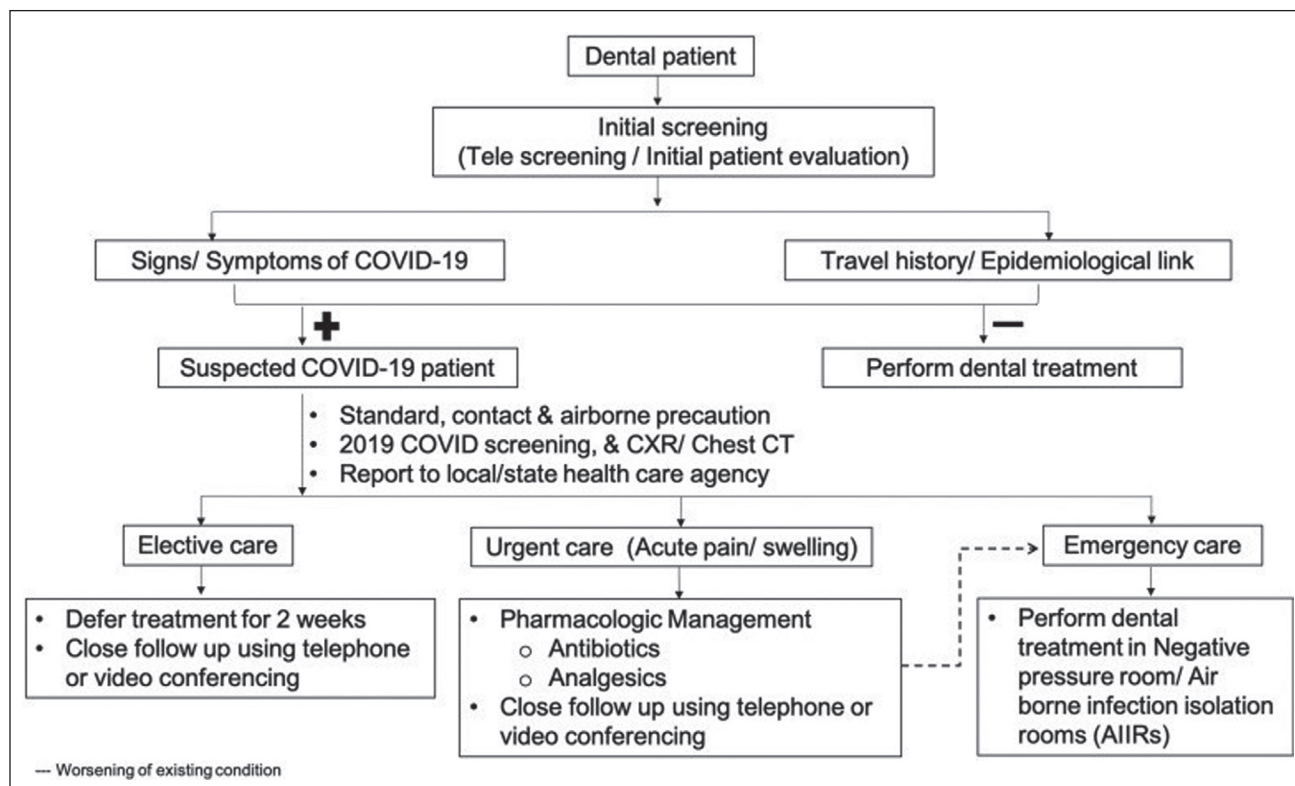 Dental patient
Initial screening
(Tele screening / Initial patient evaluation)
Signs/ Symptoms of COVID-19
Travel history/ Epidemiological link
+
−
Suspected COVID-19 patient
Perform dental treatment
• Standard, contact & airborne precaution
• 2019 COVID screening, & CXR/ Chest CT
• Report to local/state health care agency
Elective care
Urgent care (Acute pain/ swelling)
Emergency care
• Defer treatment for 2 weeks
• Close follow up using telephone
or video conferencing
• Pharmacologic Management
o Antibiotics
o Analgesics
• Close follow up using telephone or
video conferencing
• Perform dental
treatment in Negative
pressure room/ Air
borne infection isolation
rooms (AIIRs)
--- Worsening of existing condition